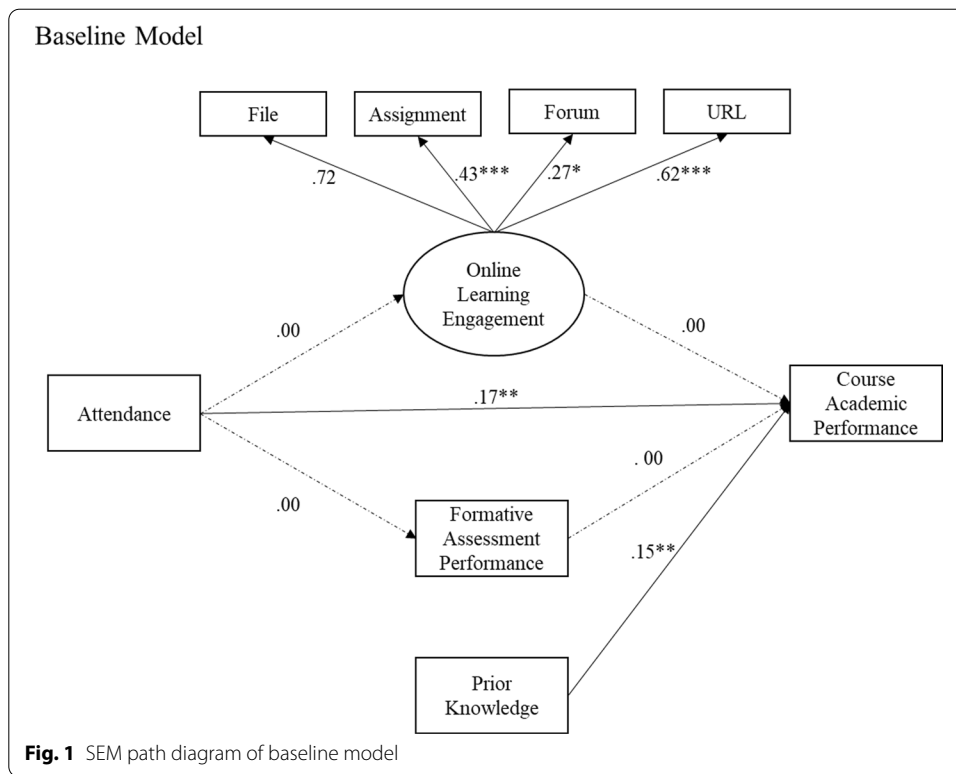 Baseline Model
File
Assignment
Forum
URL
.72
.43***
.27*
.62***
Online
Learning
Engagement
.00
.00
Attendance
.17**
Course
Academic
Performance
.00
. 00
Formative
Assessment
Performance
.15**
Prior
Knowledge
Fig. 1 SEM path diagram of baseline model